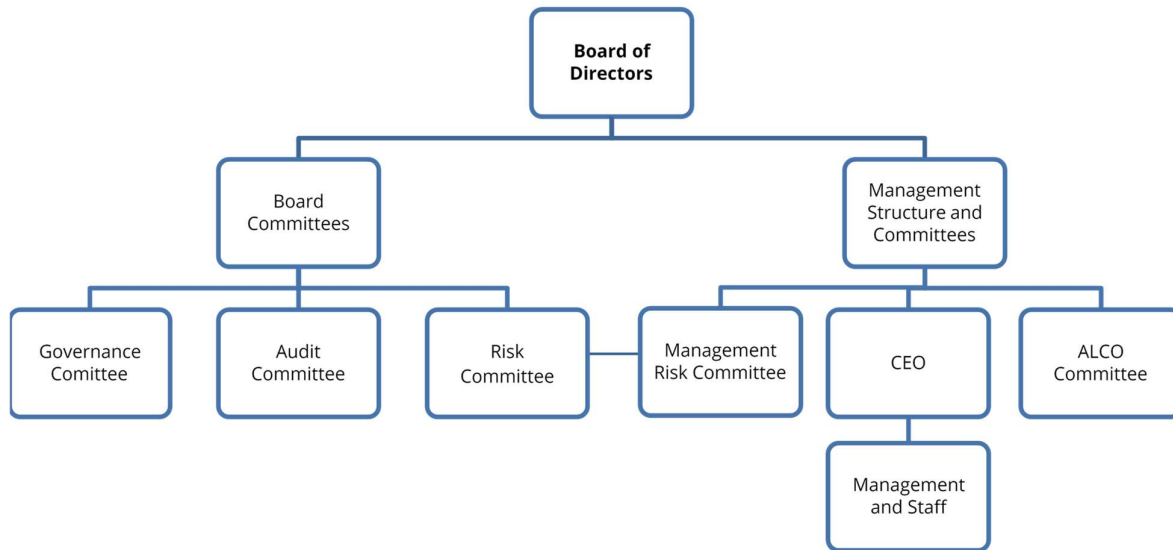 Board of
Directors
Board
Committees
Management
Structure and
Committees
Governance
Comittee
Audit
Committee
Risk
Committee
Management
Risk Committee
CEO
ALCO
Committee
Management
and Staff